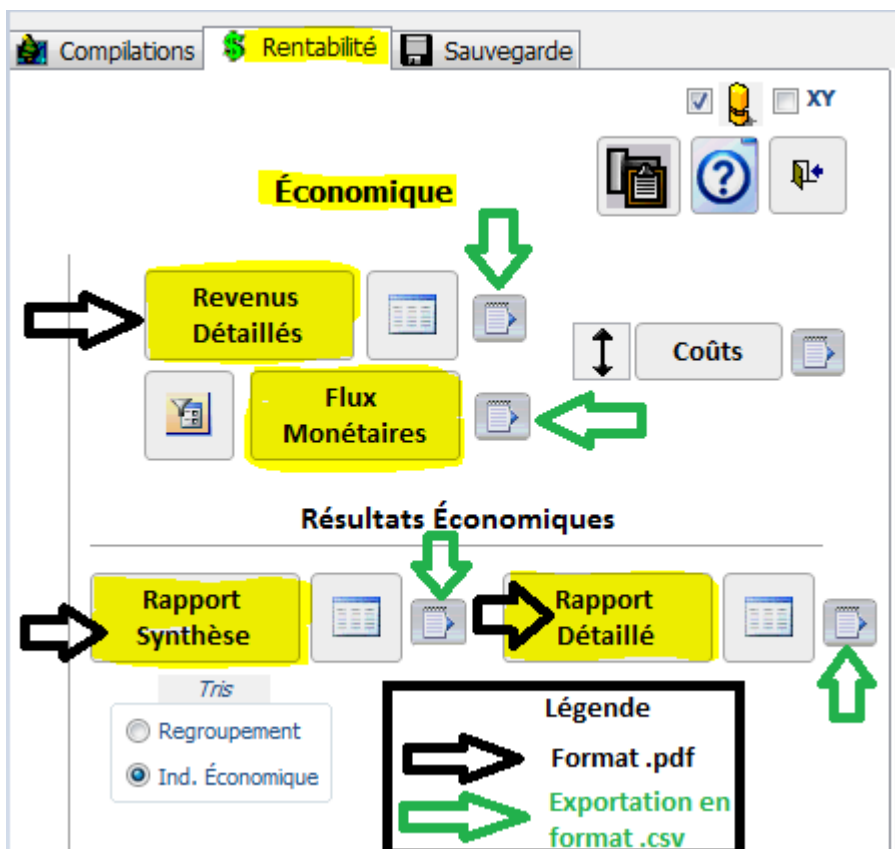 Compilations Rentabilité Sauvegarde
XY
Économique
Revenus
Détaillés
Coûts
Flux
Monétaires
Résultats Économiques
Rapport
Synthèse
Rapport
Détaillé
Tris
Regroupement
Ind. Économique
Légende
Format .pdf
Exportation en
format .csv